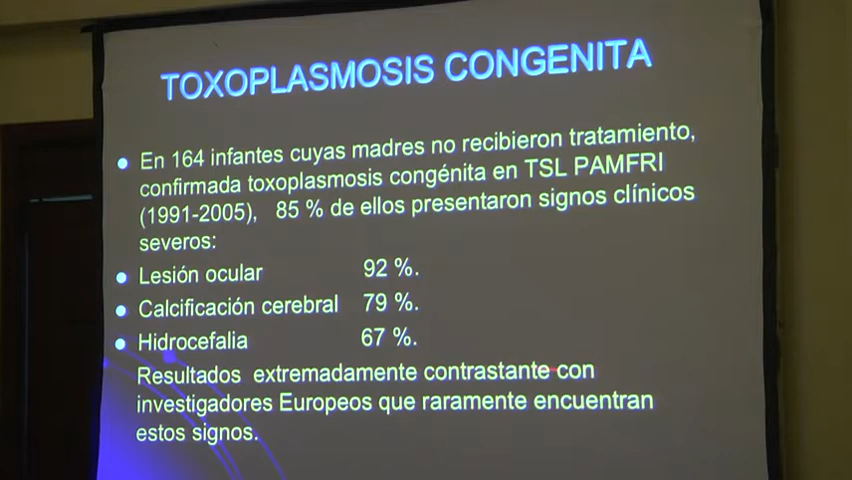 TOXOPLASMOSIS CONGENITA
• En 164 infantes cuyas madres no recibieron tratamiento,
confirmada toxoplasmosis congénita en TSL PAMFRI
(1991-2005), 85 % de ellos presentaron signos clínicos
severos:
• Lesión ocular 92 %.
• Calcificación cerebral 79 %.
• Hidrocefalia 67 %.
Resultados extremadamente contrastante con
investigadores Europeos que raramente encuentran
estos signos.